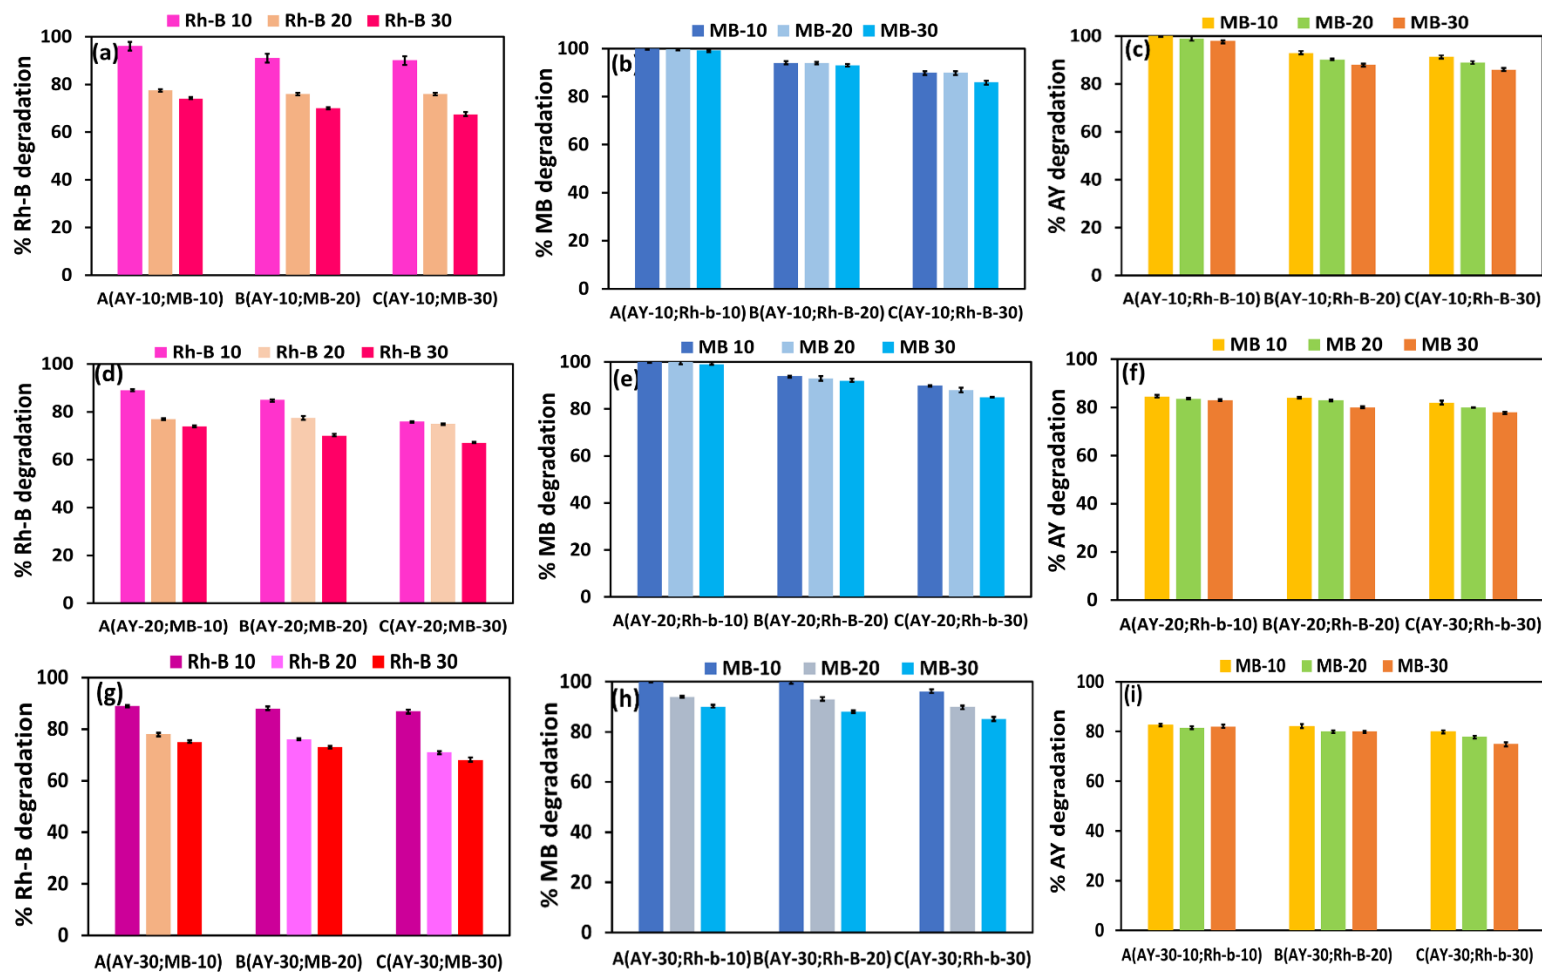 Rh-B 10 Rh-B 20 Rh-B 30
(a)
% Rh-B degradation
100
80
60
40
20
0
A(AY-10;MB-10) B(AY-10;MB-20) C(AY-10;MB-30)
MB-10 MB-20 MB-30
(b)
% MB degradation
100
80
60
40
20
0
A(AY-10;Rh-b-10) B(AY-10;Rh-B-20) C(AY-10;Rh-B-30)
MB-10 MB-20 MB-30
(c)
% AY degradation
100
80
60
40
20
0
A(AY-10;Rh-B-10) B(AY-10;Rh-B-20) C(AY-10;Rh-B-30)
Rh-B 10 Rh-B 20 Rh-B 30
(d)
% Rh-B degradation
100
80
60
40
20
0
A(AY-20;MB-10) B(AY-20;MB-20) C(AY-20;MB-30)
MB 10 MB 20 MB 30
(e)
% MB degradation
100
80
60
40
20
0
A(AY-20;Rh-b-10) B(AY-20;Rh-B-20) C(AY-20;Rh-b-30)
MB 10 MB 20 MB 30
(f)
% AY degradation
100
80
60
40
20
0
A(AY-20;Rh-b-10) B(AY-20;Rh-B-20) C(AY-30;Rh-b-30)
Rh-B 10 Rh-B 20 Rh-B 30
(g)
% Rh-B degradation
100
80
60
40
20
0
A(AY-30;MB-10) B(AY-30;MB-20) C(AY-30;MB-30)
MB-10 MB-20 MB-30
(h)
% MB degradation
100
80
60
40
20
0
A(AY-30;Rh-b-10) B(AY-30;Rh-B-20) C(AY-30;Rh-b-30)
MB-10 MB-20 MB-30
(i)
% AY degradation
100
80
60
40
20
0
A(AY-30-10;Rh-b-10) B(AY-30;Rh-B-20) C(AY-30;Rh-b-30)